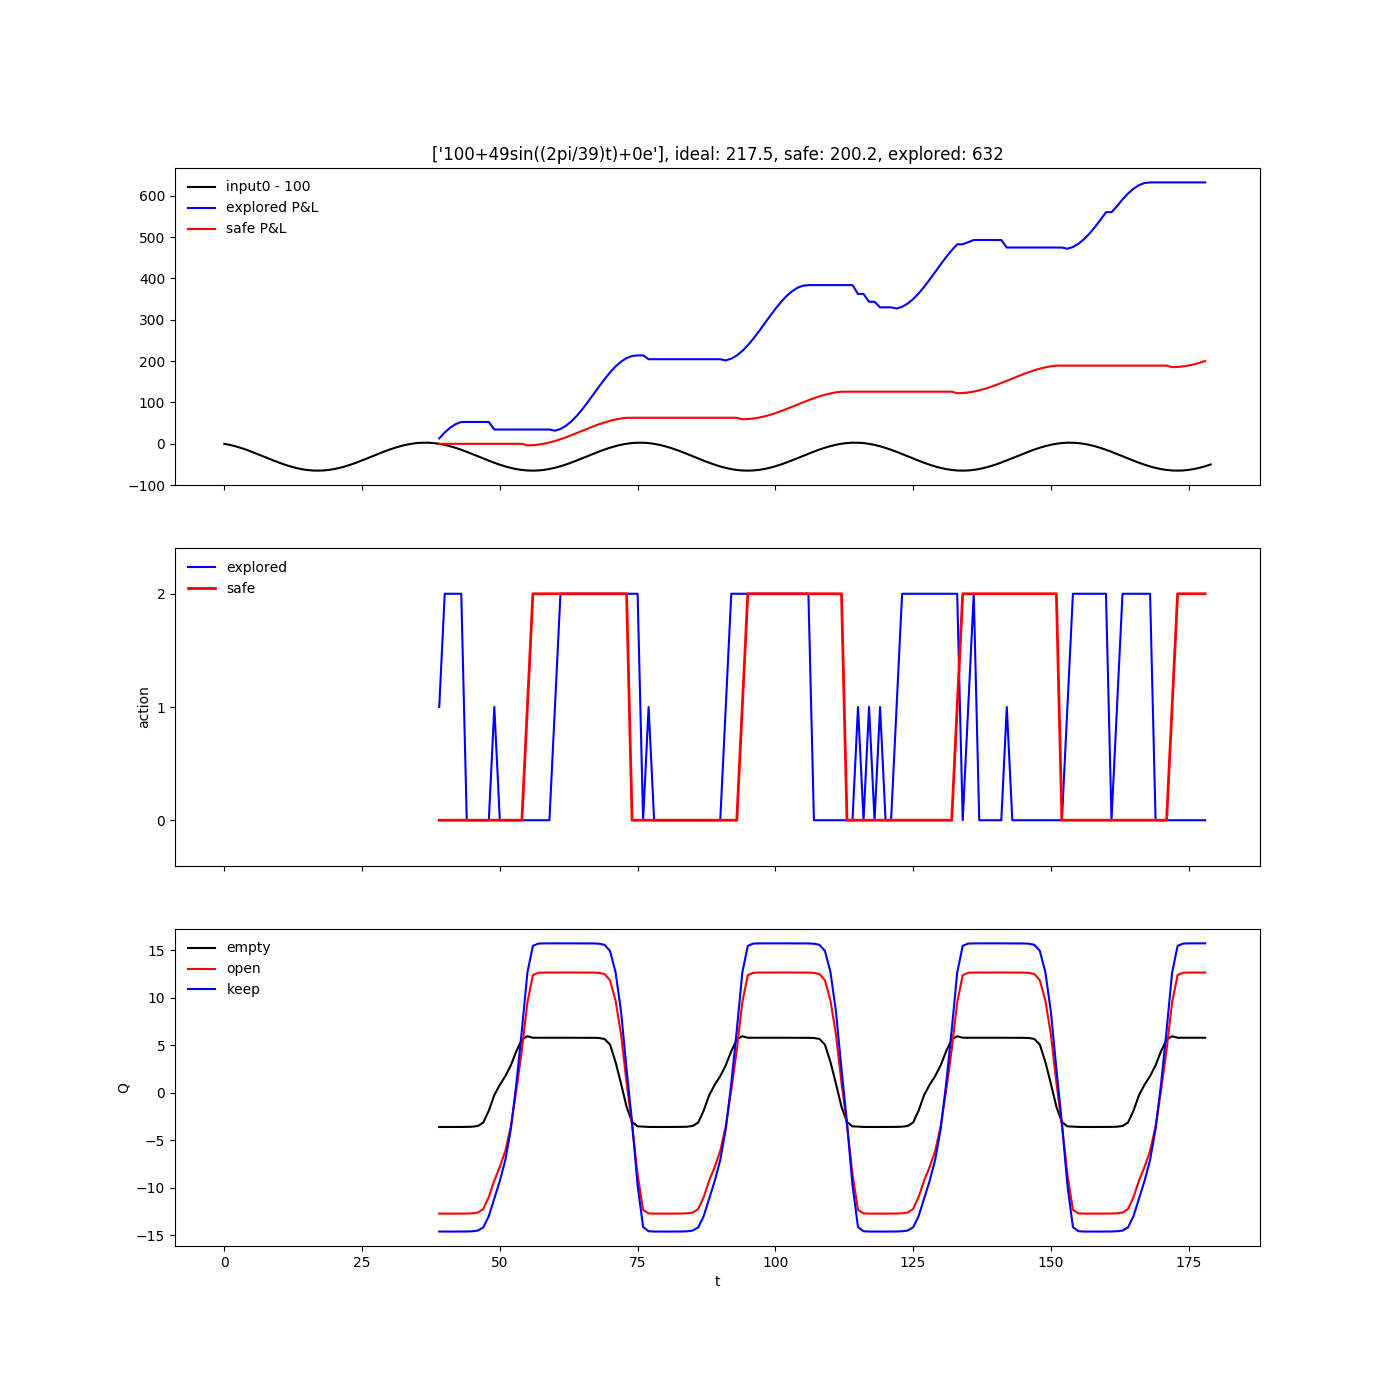 ['100+49sin((2pi/39)t)+0e'], ideal: 217.5, safe: 200.2, explored: 632
input0 - 100
explored P&L
safe P&L
600
500
400
300
200
100
0
−100
explored
safe
2
1
0
action
empty
open
keep
15
10
5
0
−5
−10
−15
Q
0 25 50 75 100 125 150 175
t